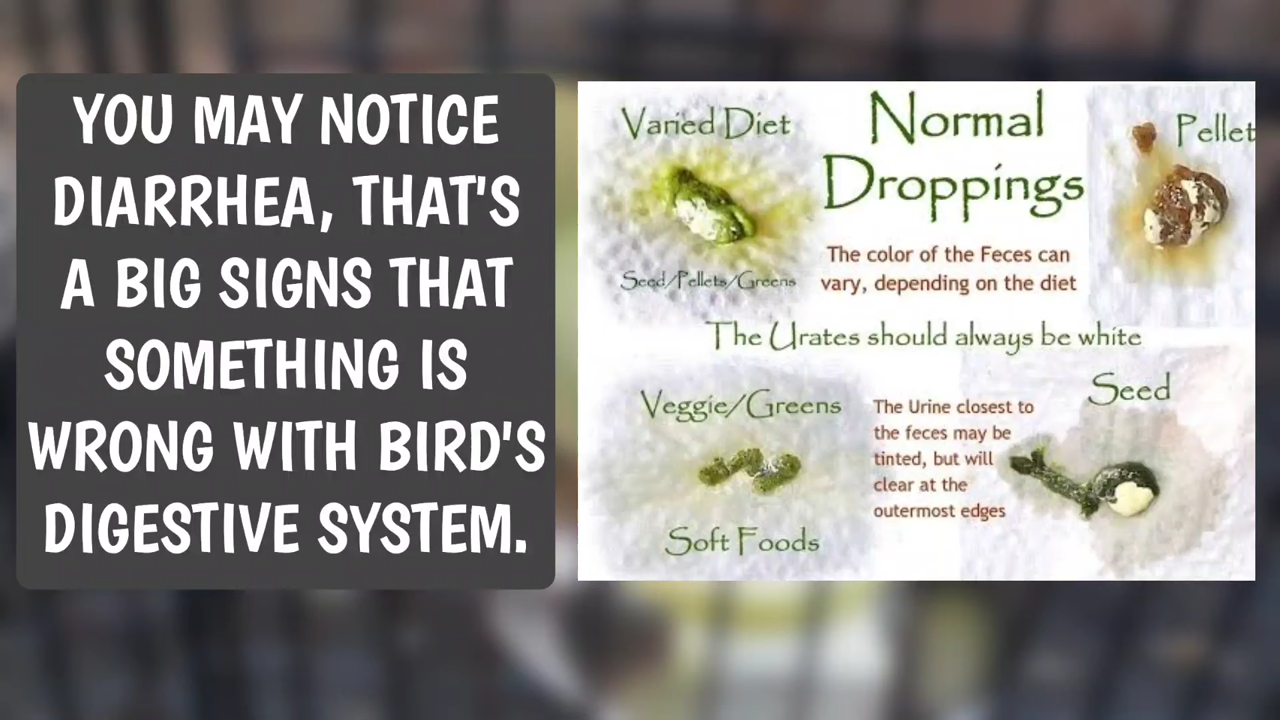 YOU MAY NOTICE
DIARRHEA, THAT'S
A BIG SIGNS THAT
SOMETHING IS
WRONG WITH BIRD'S
DIGESTIVE SYSTEM.
Varied Diet
Seed/Pellets/Greens
Normal
Droppings
The color of the Feces can
vary, depending on the diet
Pellet
The Urates should always be white
Veggie/Greens
Soft Foods
The Urine closest to
the feces may be
tinted, but will
clear at the
outermost edges
Seed